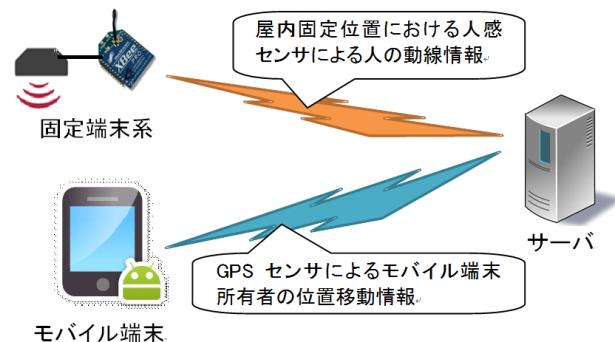 屋内固定位置における人感
センサによる人の動線情報
XBee
PRO
固定端末系
サーバ
GPS センサによるモバイル端末
所有者の位置移動情報
モバイル端末